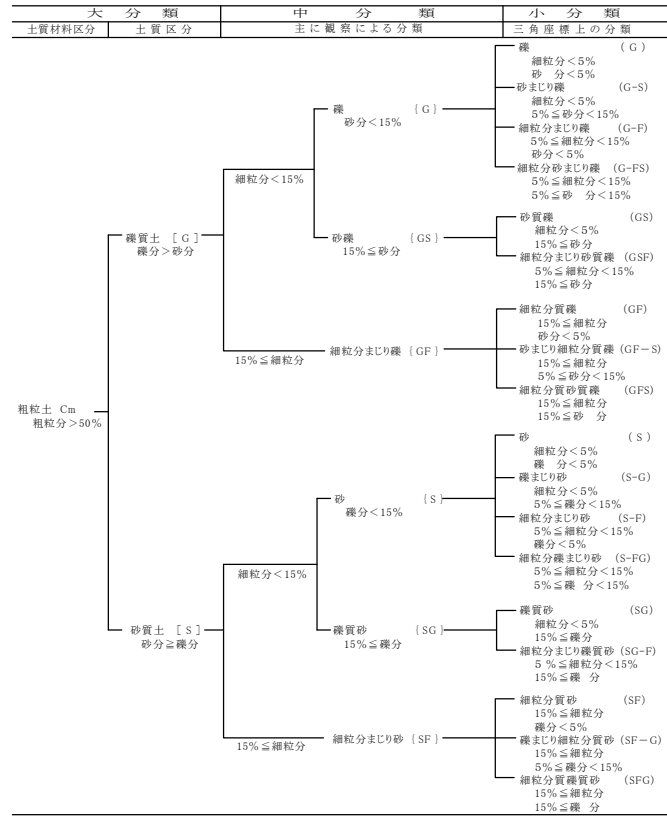 大 分 類 中 分 類 小 分 類
土質材料区分 土 質 区 分 主 に 観 察 に よ る 分 類 三 角 座 標 上 の 分 類
礫 ( G )
細粒分<5%
砂 分<5%
砂まじり礫 (G-S)
細粒分<5%
5%≦砂分<15%
細粒分まじり礫 (G-F)
5%≦細粒分<15%
砂分<5%
細粒分砂まじり礫 (G-FS)
5%≦細粒分<15%
5%≦砂 分<15%
礫 {G}
砂分<15%
細粒分<15%
砂質礫 (GS)
細粒分<5%
15%≦砂分
細粒分まじり砂質礫 (GSF)
5%≦細粒分<15%
15%≦砂分
砂礫 {GS}
15%≦砂分
礫質土 [ G ]
礫分>砂分
細粒分質礫 (GF)
15%≦細粒分
砂分<5%
砂まじり細粒分質礫 (GF−S)
15%≦細粒分
5%≦砂分<15%
細粒分質砂質礫 (GFS)
15%≦細粒分
15%≦砂 分
15%≦細粒分
細粒分まじり礫 {GF}
粗粒土 Cm
粗粒分>50%
砂 ( S )
細粒分<5%
礫 分<5%
礫まじり砂 (S-G)
細粒分<5%
5%≦礫分<15%
細粒分まじり砂 (S-F)
5%≦細粒分<15%
礫分<5%
細粒分礫まじり砂 (S-FG)
5%≦細粒分<15%
5%≦礫 分<15%
砂 {S}
礫分<15%
細粒分<15%
礫質砂 (SG)
細粒分<5%
15%≦礫分
細粒分まじり礫質砂 (SG-F)
5 %≦細粒分<15%
15%≦礫 分
礫質砂 {SG}
15%≦礫分
砂質土 [ S ]
砂分≧礫分
細粒分質砂 (SF)
15%≦細粒分
礫分<5%
礫まじり細粒分質砂 (SF−G)
15%≦細粒分
5%≦礫分<15%
細粒分質礫質砂 (SFG)
15%≦細粒分
15%≦礫 分
15%≦細粒分
細粒分まじり砂 {SF}